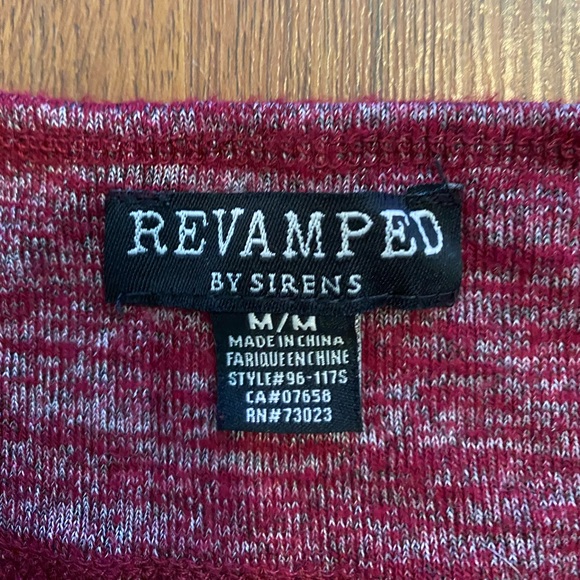 REVAMPED
BY SIRENS
M/M
MADE IN CHINA
FARIQUEENCHINE
STYLE#96-117S
CA#07658
RN#73023